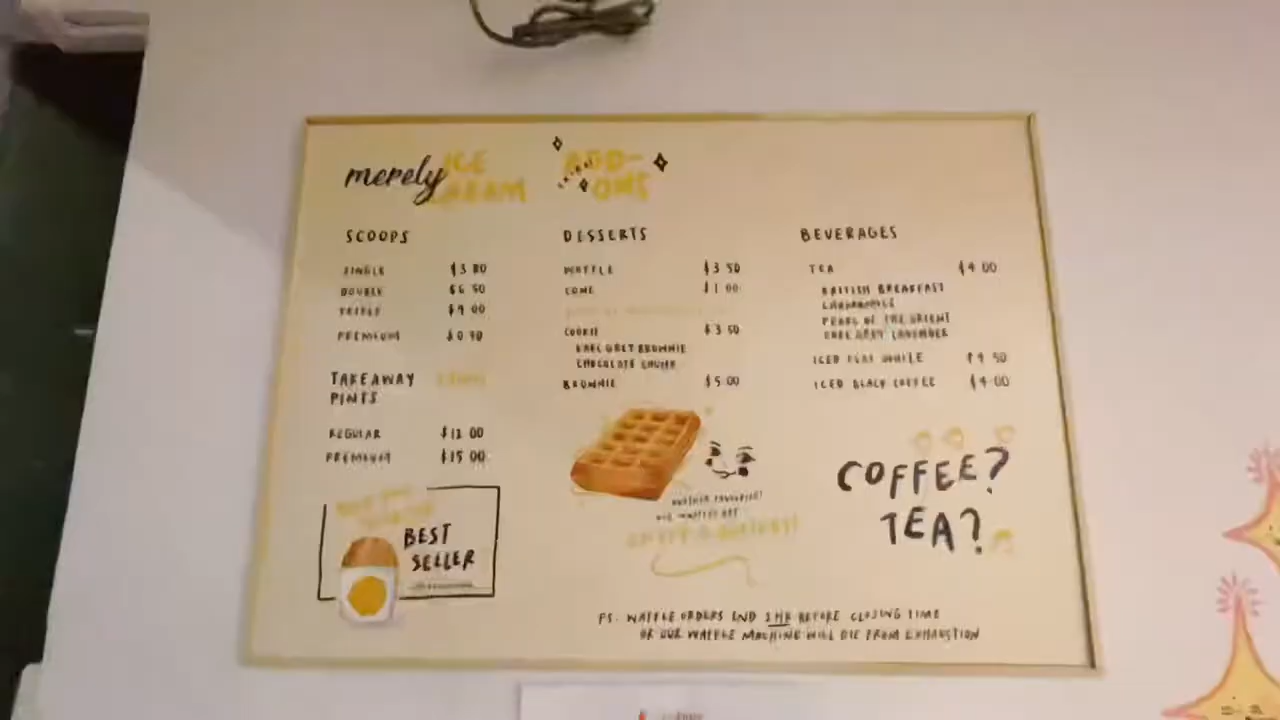 merely ICE CREAM
ADD-ONS
SCOOPS
SINGLE $3.80
DOUBLE $6.50
TRIPLE $9.00
PREMIUM $0.90
TAKEAWAY
PINTS
REGULAR $12.00
PREMIUM $15.00
BEST
SELLER
DESSERTS
WAFFLE $3.50
CONE $1.00
COOKIE $3.50
EARL GREY BROWNIE
CHOCOLATE CHUNK
BROWNIE $5.00
ANOTHER FAVOURITE!
BEVERAGES
TEA $4.00
BRITISH BREAKFAST
CHAMOMILE
PEARL OF THE ORIENT
EARL GREY LAVENDER
ICED FLAT WHITE
ICED BLACK COFFEE $4.00
COFFEE?
TEA?
PS. WAFFLE ORDERS END 1 HR BEFORE CLOSING TIME
OR OUR WAFFLE MACHINE WILL DIE FROM EXHAUSTION